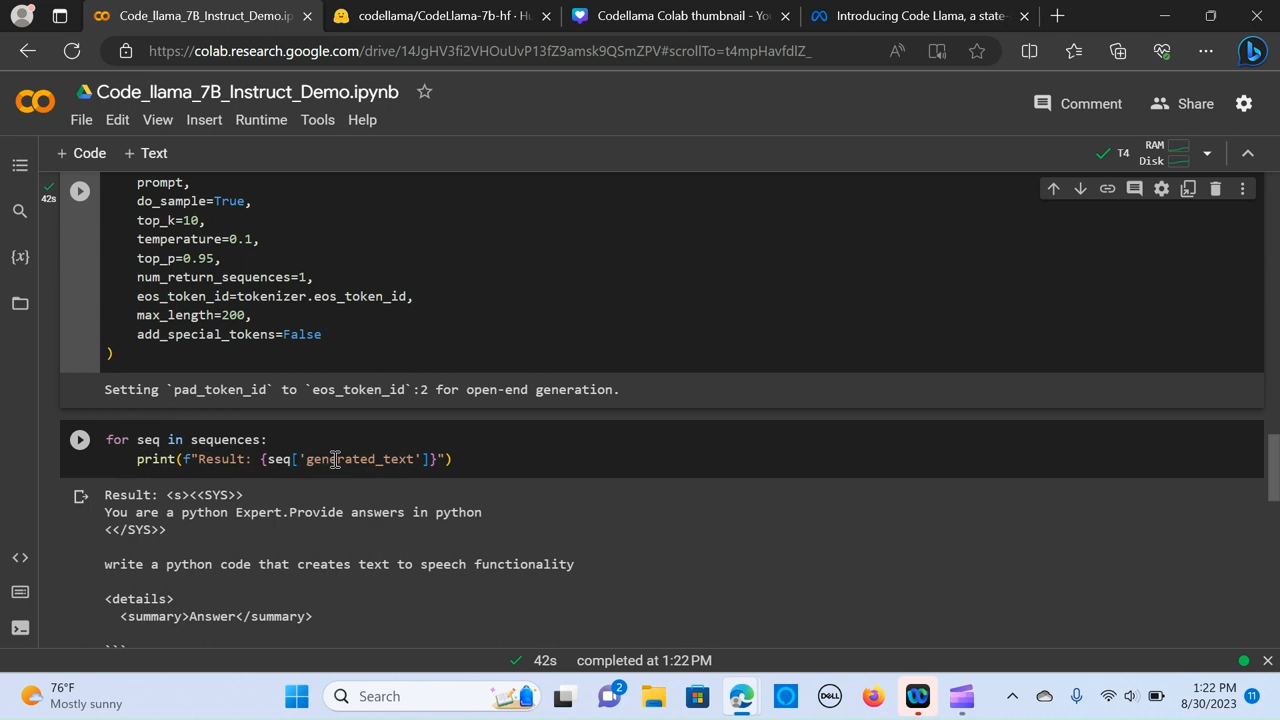 Code_llama_7B_Instruct_Demo.ip
codellama/CodeLlama-7b-hf · Hu
Codellama Colab thumbnail - You
Introducing Code Llama, a state-
https://colab.research.google.com/drive/14JgHV3fi2VHOuUvP13fZ9amsk9QSmZPV#scrollTo=t4mpHavfdlZ_
Code_llama_7B_Instruct_Demo.ipynb
Comment
Share
File Edit View Insert Runtime Tools Help
+ Code + Text
T4
RAM
Disk
42s
prompt,
do_sample=True,
top_k=10,
temperature=0.1,
top_p=0.95,
num_return_sequences=1,
eos_token_id=tokenizer.eos_token_id,
max_length=200,
add_special_tokens=False
)
Setting `pad_token_id` to `eos_token_id`:2 for open-end generation.
for seq in sequences:
print(f"Result: {seq['generated_text']}")
Result: <s><<SYS>>
You are a python Expert.Provide answers in python
<</SYS>>
write a python code that creates text to speech functionality
<details>
<summary>Answer</summary>
```
{x}
42s completed at 1:22 PM
76°F
Mostly sunny
Search
2
DELL
1:22 PM
8/30/2023
11